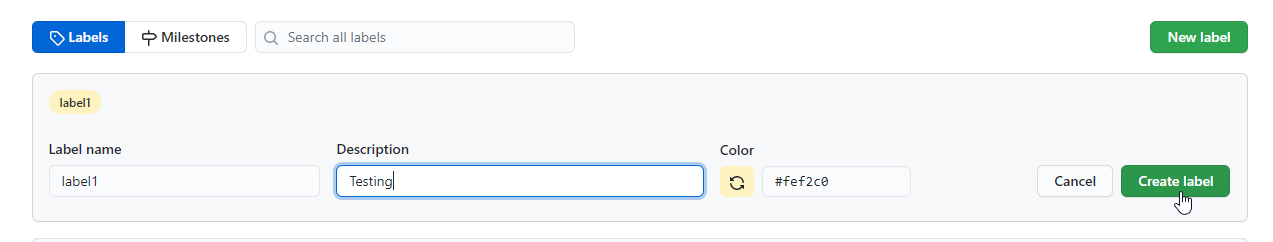 Labels Milestones Search all labels New label
label1
Label name Description Color
label1 Testing #fef2c0 Cancel Create label